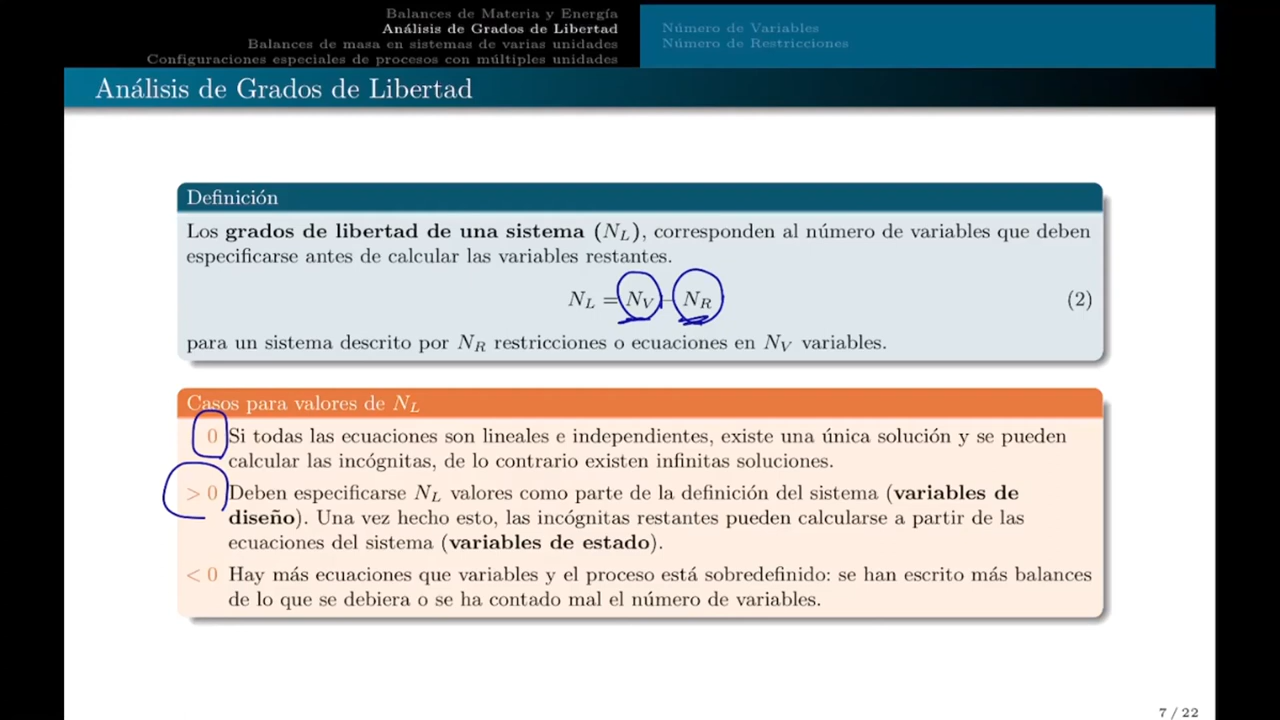 Balances de Materia y Energía
Análisis de Grados de Libertad
Balances de masa en sistemas de varias unidades
Configuraciones especiales de procesos con múltiples unidades
Número de Variables
Número de Restricciones
Análisis de Grados de Libertad
Definición
Los grados de libertad de una sistema (N_L), corresponden al número de variables que deben
especificarse antes de calcular las variables restantes.
N_L = N_V − N_R (2)
para un sistema descrito por N_R restricciones o ecuaciones en N_V variables.
Casos para valores de N_L
0 Si todas las ecuaciones son lineales e independientes, existe una única solución y se pueden
calcular las incógnitas, de lo contrario existen infinitas soluciones.
> 0 Deben especificarse N_L valores como parte de la definición del sistema (variables de
diseño). Una vez hecho esto, las incógnitas restantes pueden calcularse a partir de las
ecuaciones del sistema (variables de estado).
< 0 Hay más ecuaciones que variables y el proceso está sobredefinido: se han escrito más balances
de lo que se debiera o se ha contado mal el número de variables.
7 / 22